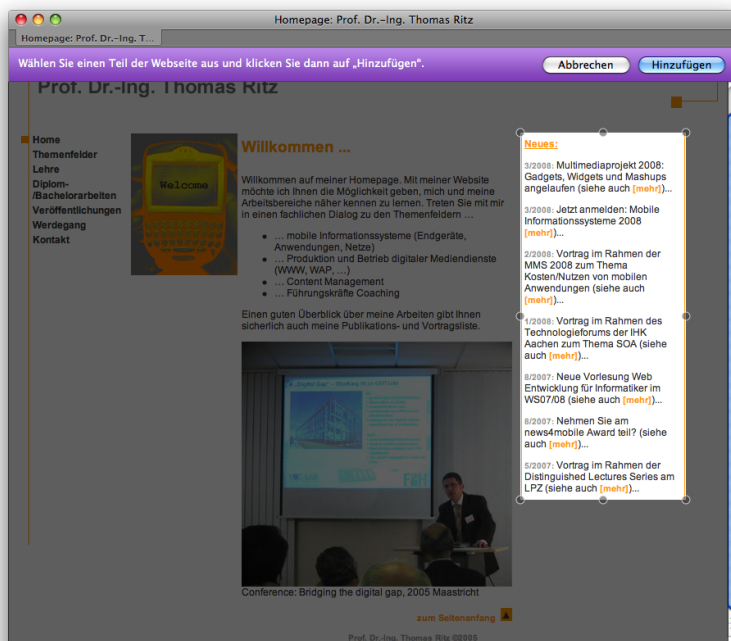 Homepage: Prof. Dr.-Ing. Thomas Ritz
Homepage: Prof. Dr.-Ing. T...
Wählen Sie einen Teil der Webseite aus und klicken Sie dann auf „Hinzufügen“.
Abbrechen
Hinzufügen
Prof. Dr.-Ing. Thomas Ritz
Home
Themenfelder
Lehre
Diplom-
/Bachelorarbeiten
Veröffentlichungen
Werdegang
Kontakt
Welcome
Willkommen ...
Willkommen auf meiner Homepage. Mit meiner Website
möchte ich Ihnen die Möglichkeit geben, mich und meine
Arbeitsbereiche näher kennen zu lernen. Treten Sie mit mir
in einen fachlichen Dialog zu den Themenfeldern …
… mobile Informationssysteme (Endgeräte,
Anwendungen, Netze)
… Produktion und Betrieb digitaler Mediendienste
(WWW, WAP, …)
… Content Management
… Führungskräfte Coaching
Einen guten Überblick über meine Arbeiten gibt Ihnen
sicherlich auch meine Publikations- und Vortragsliste.
Conference: Bridging the digital gap, 2005 Maastricht
zum Seitenanfang
Prof. Dr.-Ing. Thomas Ritz ©2005
Neues:
3/2008: Multimediaprojekt 2008:
Gadgets, Widgets und Mashups
angelaufen (siehe auch [mehr])...
3/2008: Jetzt anmelden: Mobile
Informationssysteme 2008
[mehr])...
2/2008: Vortrag im Rahmen der
MMS 2008 zum Thema
Kosten/Nutzen von mobilen
Anwendungen (siehe auch
[mehr])...
1/2008: Vortrag im Rahmen des
Technologieforums der IHK
Aachen zum Thema SOA (siehe
auch [mehr])...
8/2007: Neue Vorlesung Web
Entwicklung für Informatiker im
WS07/08 (siehe auch [mehr])...
8/2007: Nehmen Sie am
news4mobile Award teil? (siehe
auch [mehr])...
5/2007: Vortrag im Rahmen der
Distinguished Lectures Series am
LPZ (siehe auch [mehr])...